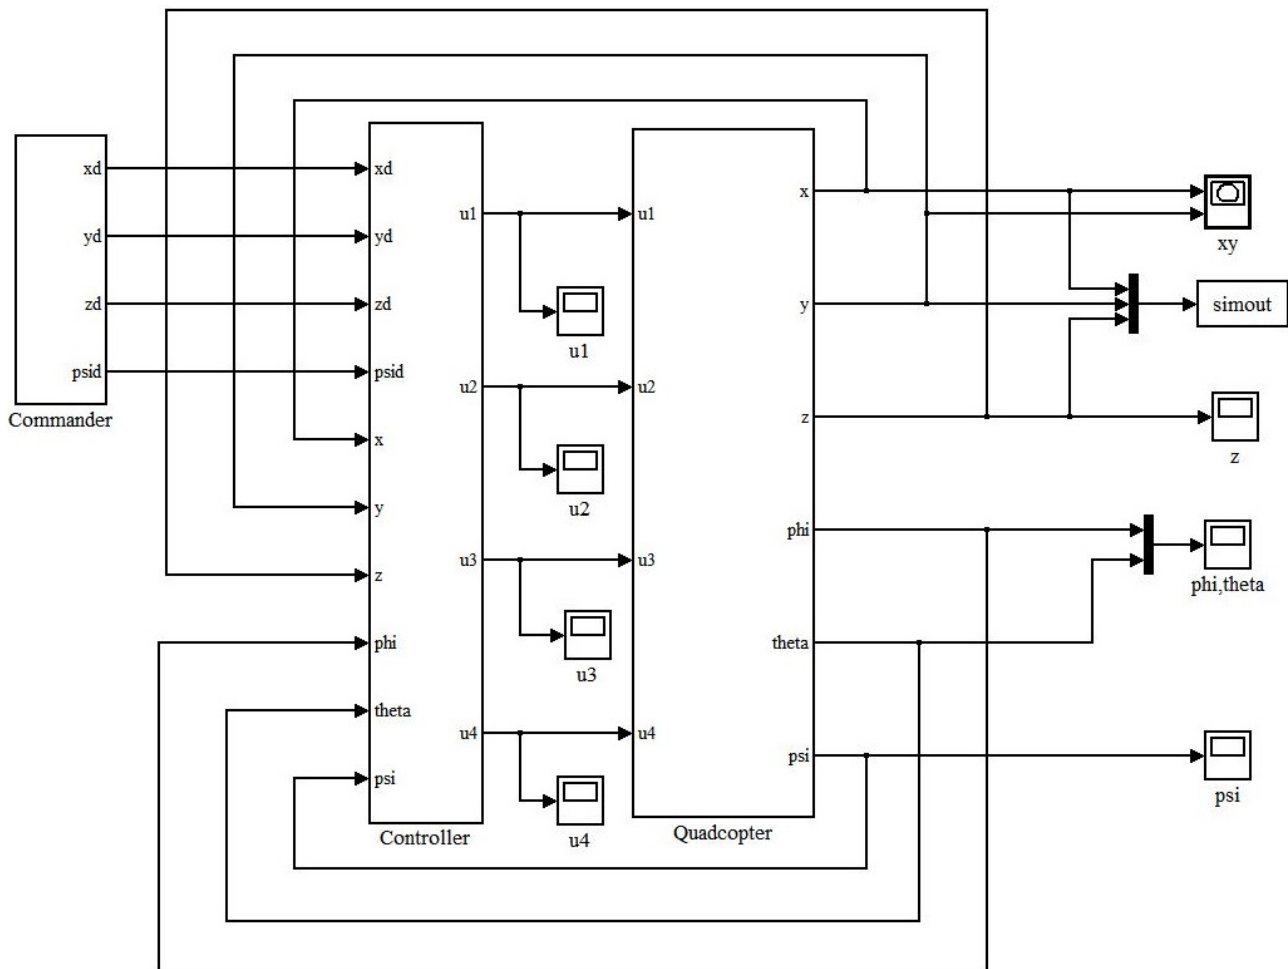 xd
yd
zd
psid
Commander
xd
yd
zd
psid
x
y
z
phi
theta
psi
u1
u2
u3
u4
Controller
u1
u2
u3
u4
u1
u2
u3
u4
x
y
z
phi
theta
psi
Quadcopter
xy
simout
z
phi,theta
psi